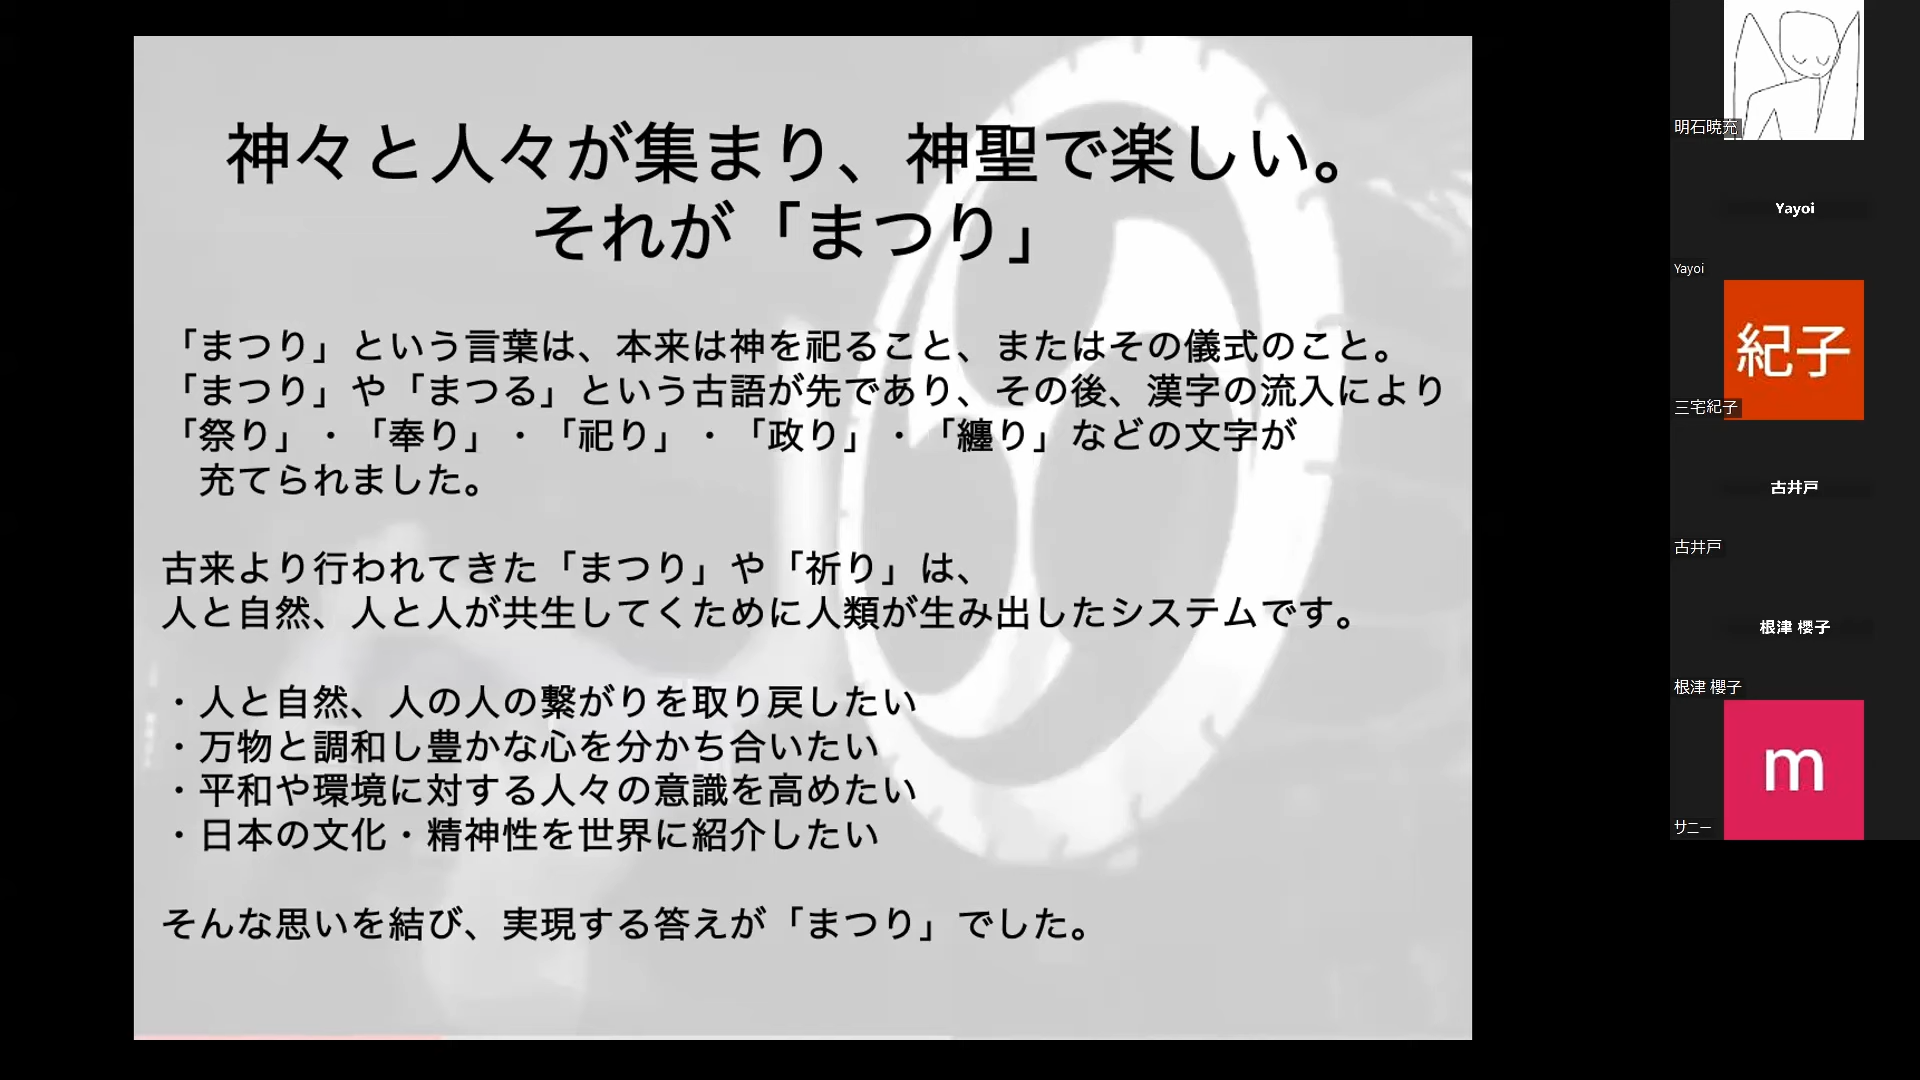 神々と人々が集まり、神聖で楽しい。
それが「まつり」
「まつり」という言葉は、本来は神を祀ること、またはその儀式のこと。
「まつり」や「まつる」という古語が先であり、その後、漢字の流入により
「祭り」・「奉り」・「祀り」・「政り」・「纏り」などの文字が
充てられました。
古来より行われてきた「まつり」や「祈り」は、
人と自然、人と人が共生してくために人類が生み出したシステムです。
・人と自然、人の人の繋がりを取り戻したい
・万物と調和し豊かな心を分かち合いたい
・平和や環境に対する人々の意識を高めたい
・日本の文化・精神性を世界に紹介したい
そんな思いを結び、実現する答えが「まつり」でした。
明石暁充
Yayoi
Yayoi
紀子
三宅紀子
古井戸
古井戸
根津 櫻子
根津 櫻子
m
サニー